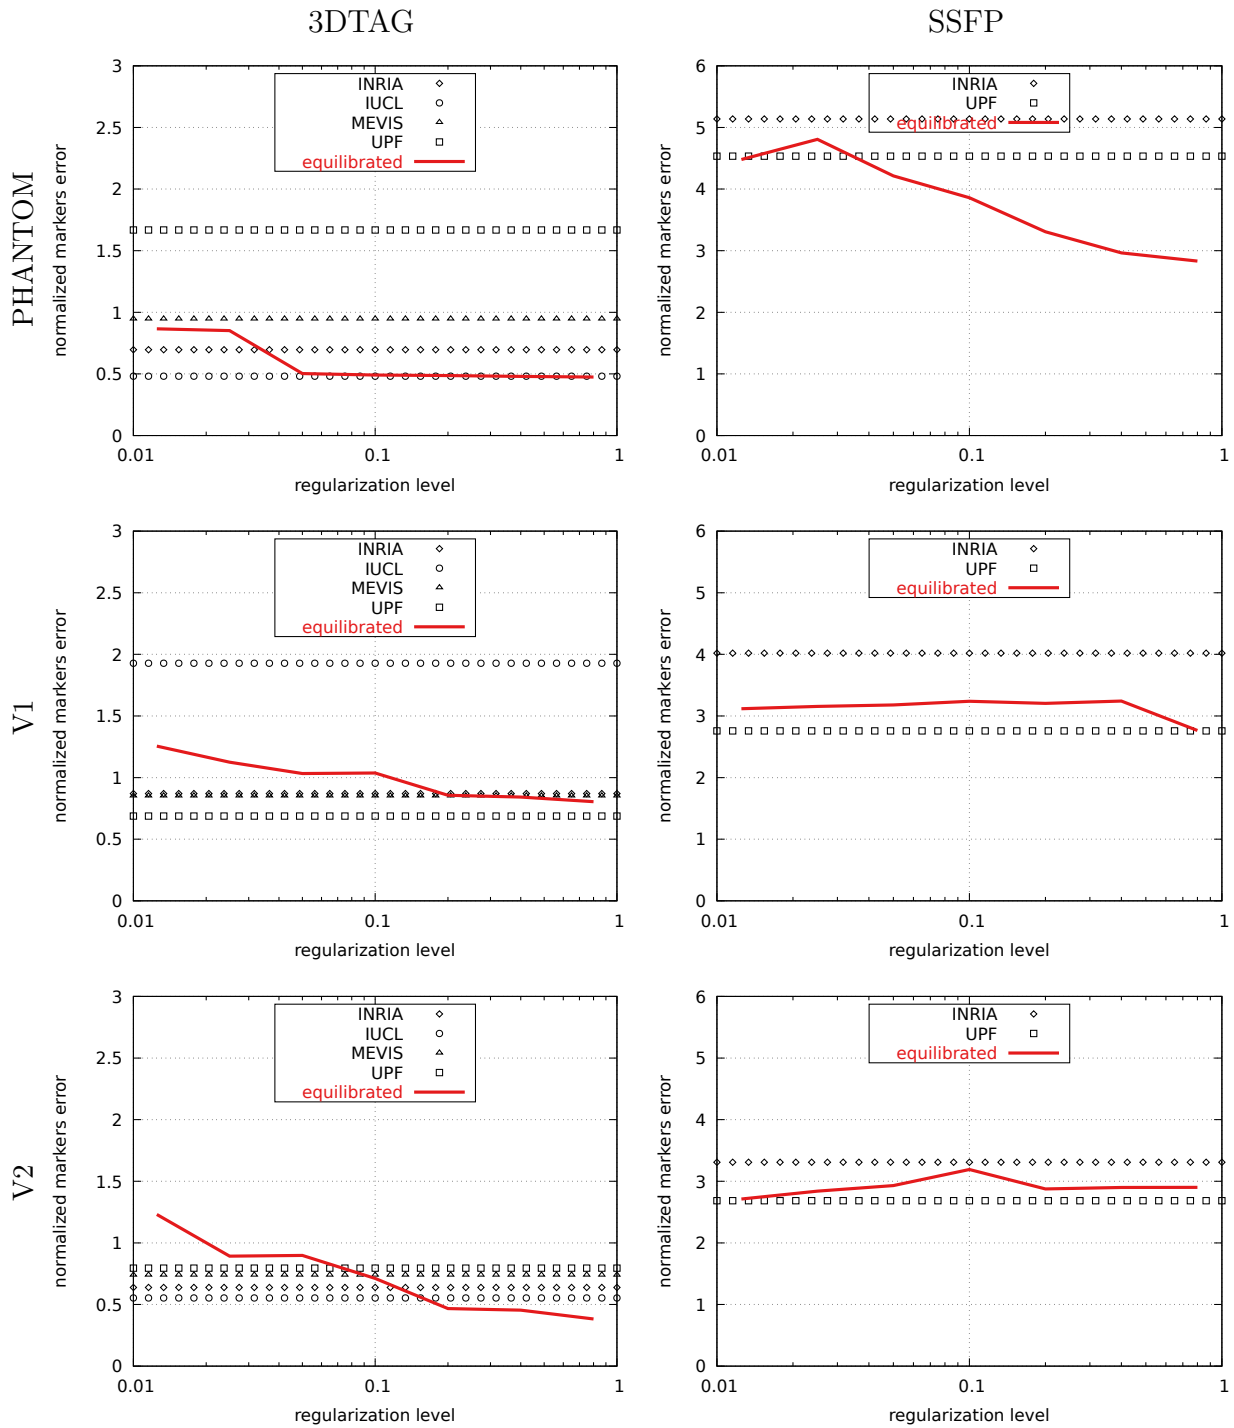 3DTAG
SSFP
PHANTOM
normalized markers error
3
2.5
2
1.5
1
0.5
0
INRIA
IUCL
MEVIS
UPF
equilibrated
0.01
0.1
1
regularization level
normalized markers error
6
5
4
3
2
1
0
INRIA
UPF
equilibrated
0.01
0.1
1
regularization level
V1
normalized markers error
3
2.5
2
1.5
1
0.5
0
INRIA
IUCL
MEVIS
UPF
equilibrated
0.01
0.1
1
regularization level
normalized markers error
6
5
4
3
2
1
0
INRIA
UPF
equilibrated
0.01
0.1
1
regularization level
V2
normalized markers error
3
2.5
2
1.5
1
0.5
0
INRIA
IUCL
MEVIS
UPF
equilibrated
0.01
0.1
1
regularization level
normalized markers error
6
5
4
3
2
1
0
INRIA
UPF
equilibrated
0.01
0.1
1
regularization level